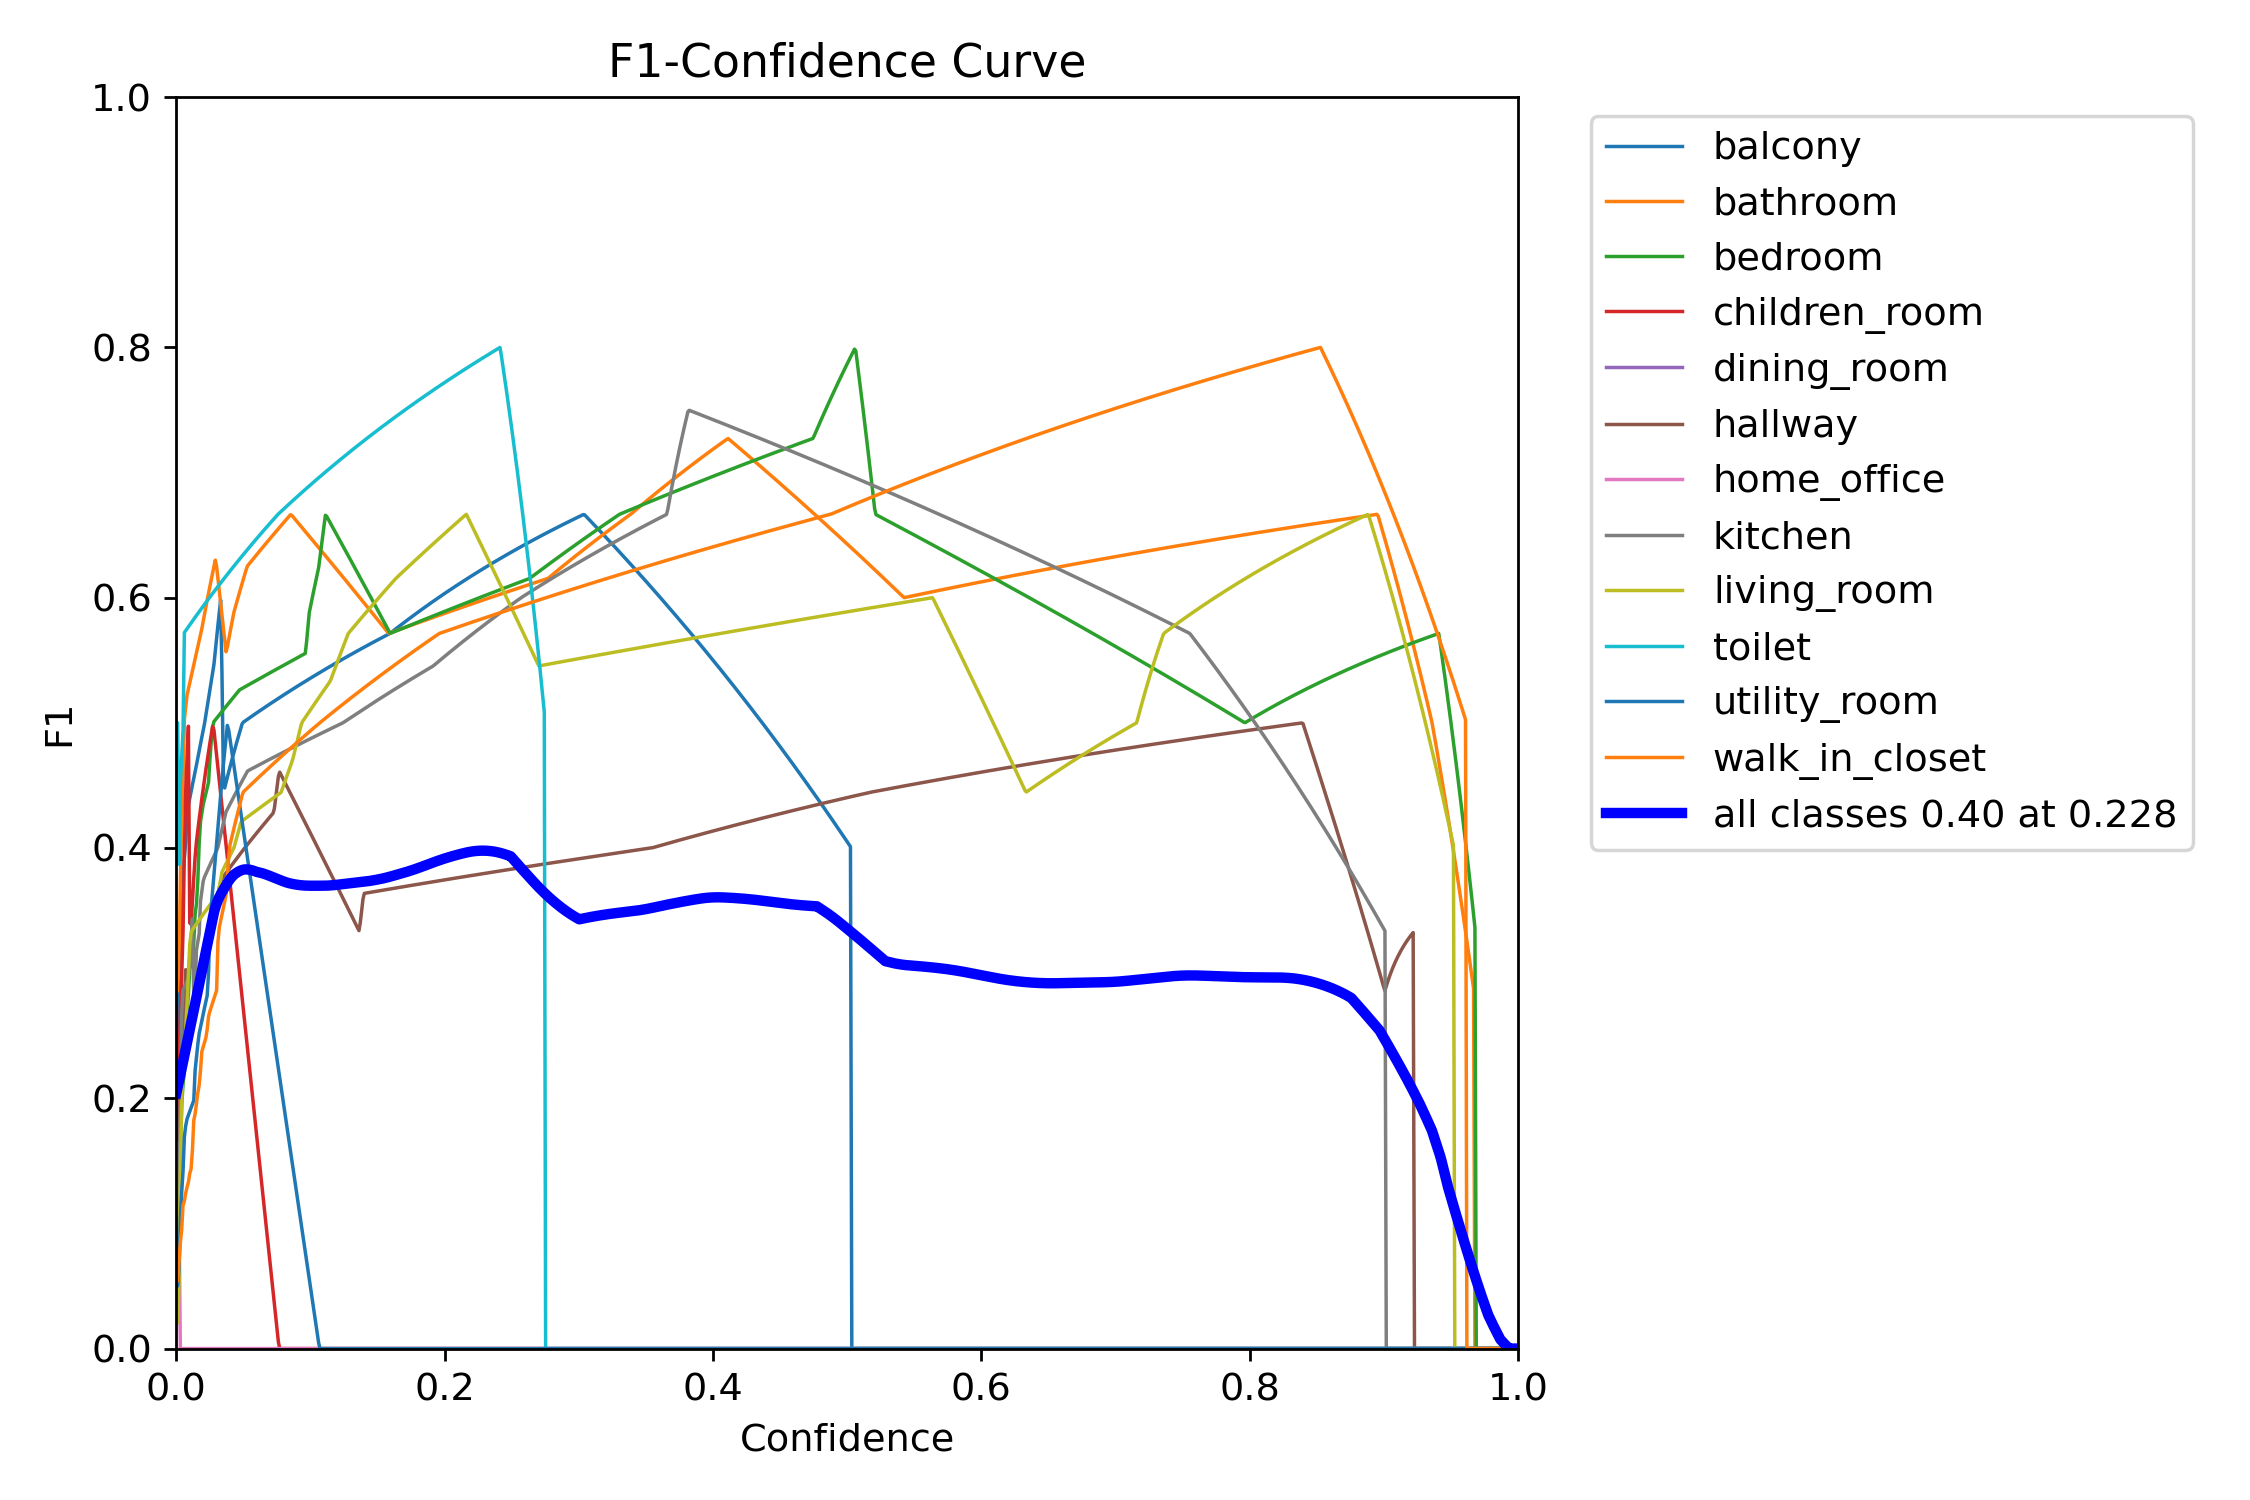 F1-Confidence Curve
1.0
0.8
0.6
0.4
0.2
0.0
F1
0.0 0.2 0.4 0.6 0.8 1.0
Confidence
balcony
bathroom
bedroom
children_room
dining_room
hallway
home_office
kitchen
living_room
toilet
utility_room
walk_in_closet
all classes 0.40 at 0.228